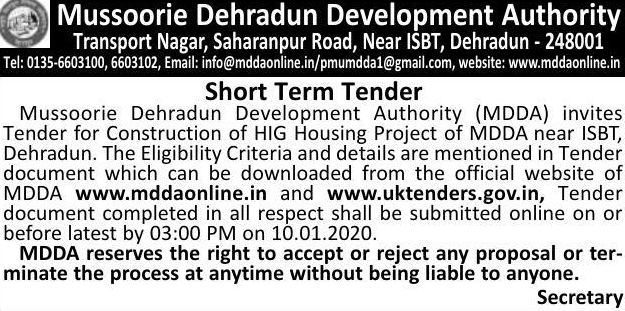 Mussoorie Dehradun Development Authority
Transport Nagar, Saharanpur Road, Near ISBT, Dehradun - 248001
Tel: 0135-6603100, 6603102, Email: info@mddaonline.in/pmumdda1@gmail.com, website: www.mddaonline.in
Short Term Tender
Mussoorie Dehradun Development Authority (MDDA) invites
Tender for Construction of HIG Housing Project of MDDA near ISBT,
Dehradun. The Eligibility Criteria and details are mentioned in Tender
document which can be downloaded from the official website of
MDDA www.mddaonline.in and www.uktenders.gov.in, Tender
document completed in all respect shall be submitted online on or
before latest by 03:00 PM on 10.01.2020.
MDDA reserves the right to accept or reject any proposal or ter-
minate the process at anytime without being liable to anyone.
Secretary